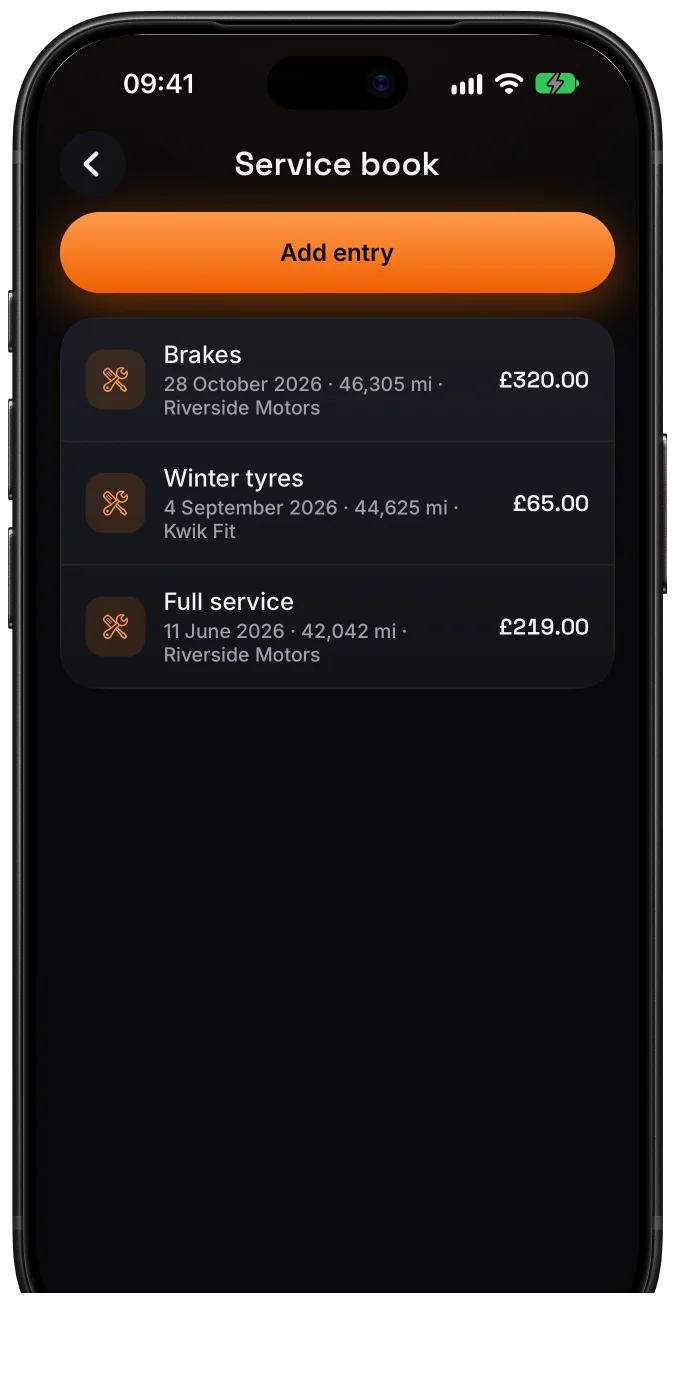 09:41
Service book
Add entry
Brakes
28 October 2026 · 46,305 mi ·
Riverside Motors
£320.00
Winter tyres
4 September 2026 · 44,625 mi ·
Kwik Fit
£65.00
Full service
11 June 2026 · 42,042 mi ·
Riverside Motors
£219.00